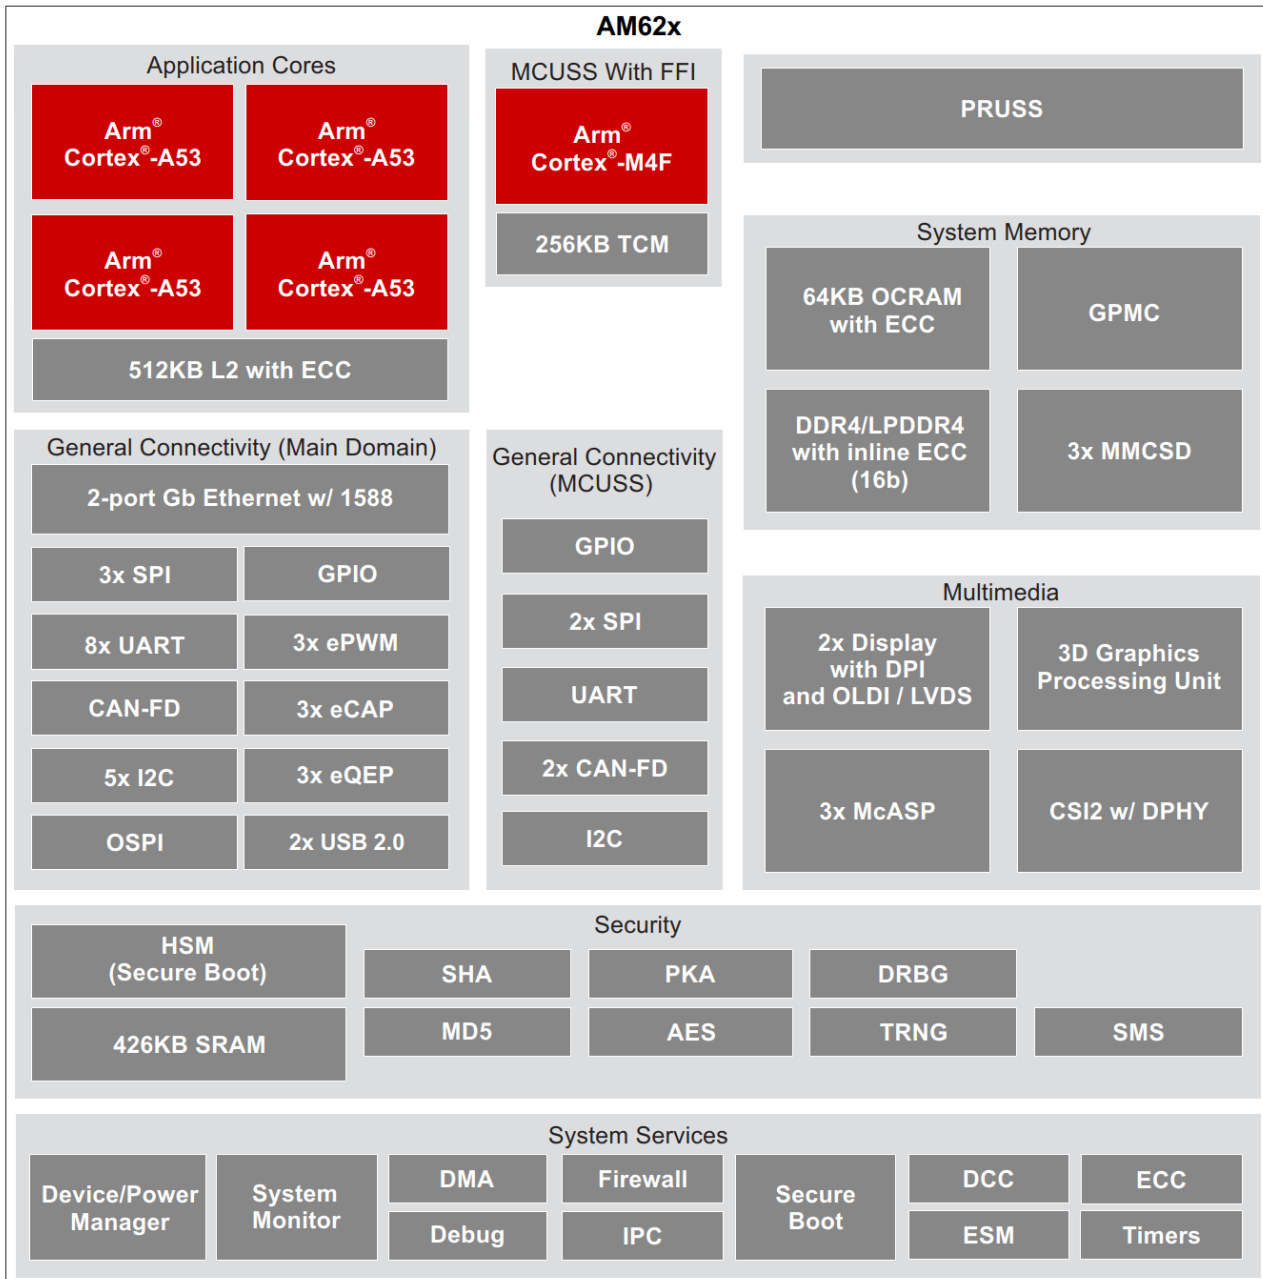 AM62x
Application Cores
Arm®
Cortex®-A53
Arm®
Cortex®-A53
Arm®
Cortex®-A53
Arm®
Cortex®-A53
512KB L2 with ECC
MCUSS With FFI
Arm®
Cortex®-M4F
256KB TCM
PRUSS
System Memory
64KB OCRAM
with ECC
GPMC
DDR4/LPDDR4
with inline ECC
(16b)
3x MMCSD
General Connectivity (Main Domain)
2-port Gb Ethernet w/ 1588
3x SPI
GPIO
8x UART
3x ePWM
CAN-FD
3x eCAP
5x I2C
3x eQEP
OSPI
2x USB 2.0
General Connectivity
(MCUSS)
GPIO
2x SPI
UART
2x CAN-FD
I2C
Multimedia
2x Display
with DPI
and OLDI / LVDS
3D Graphics
Processing Unit
3x McASP
CSI2 w/ DPHY
Security
HSM
(Secure Boot)
426KB SRAM
SHA
PKA
DRBG
MD5
AES
TRNG
SMS
System Services
Device/Power
Manager
System
Monitor
DMA
Debug
Firewall
IPC
Secure
Boot
DCC
ESM
ECC
Timers